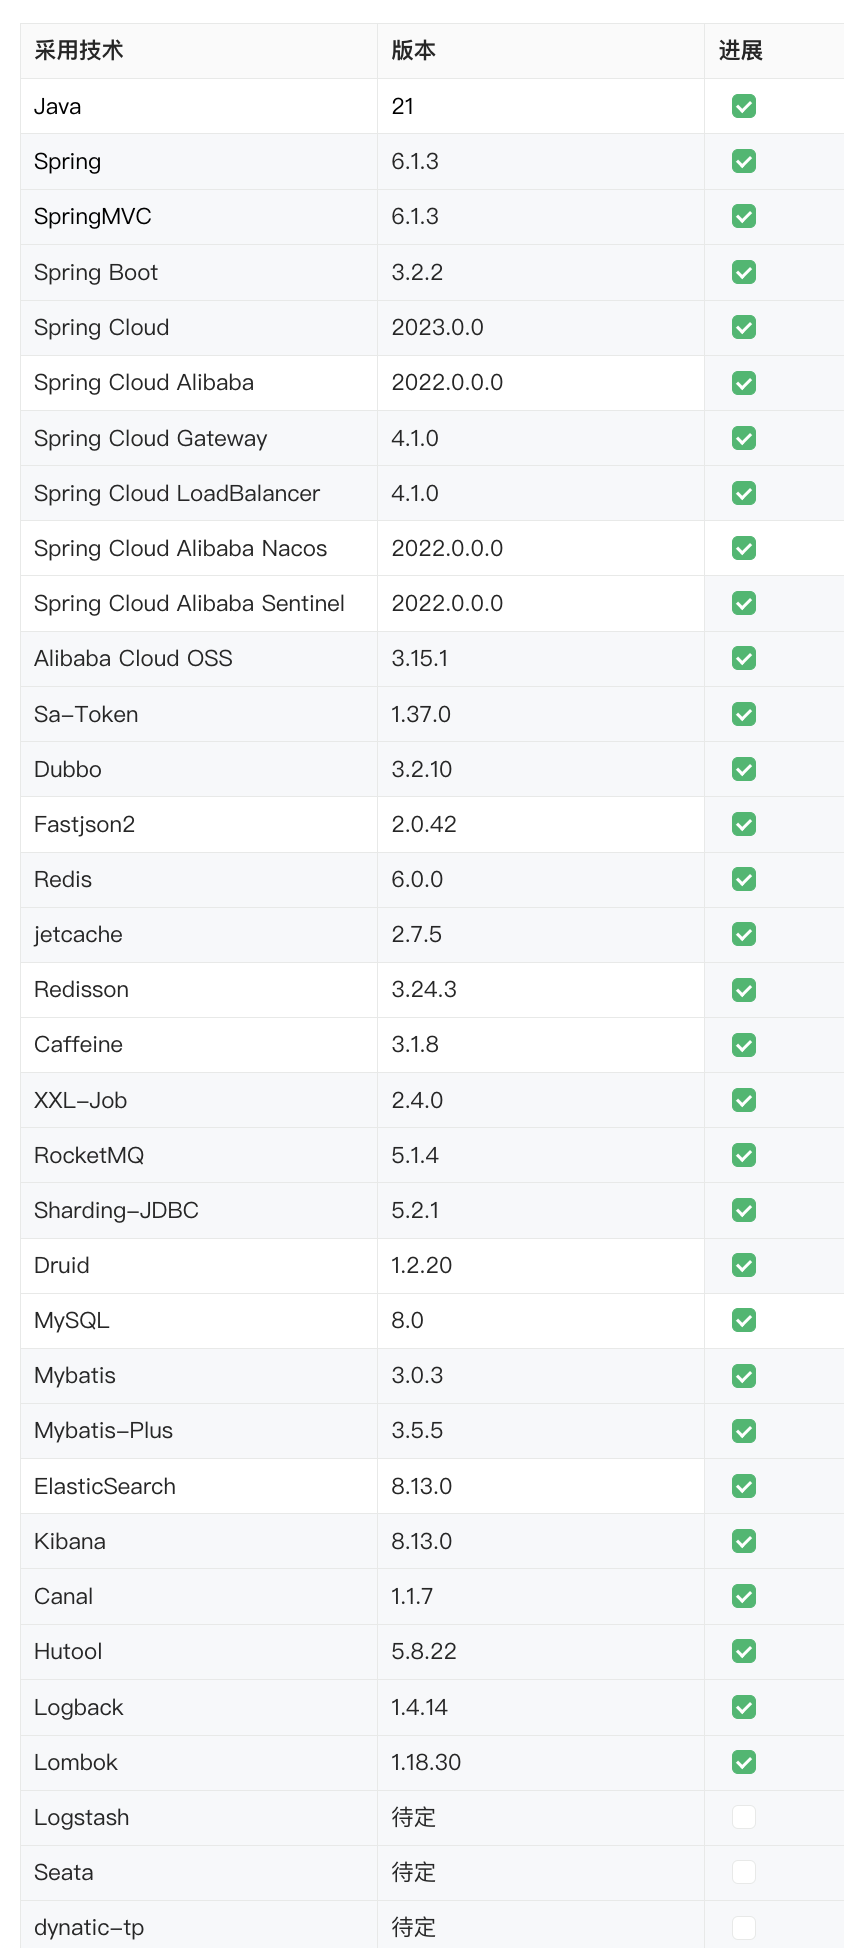 采用技术 版本 进展
Java 21
Spring 6.1.3
SpringMVC 6.1.3
Spring Boot 3.2.2
Spring Cloud 2023.0.0
Spring Cloud Alibaba 2022.0.0.0
Spring Cloud Gateway 4.1.0
Spring Cloud LoadBalancer 4.1.0
Spring Cloud Alibaba Nacos 2022.0.0.0
Spring Cloud Alibaba Sentinel 2022.0.0.0
Alibaba Cloud OSS 3.15.1
Sa-Token 1.37.0
Dubbo 3.2.10
Fastjson2 2.0.42
Redis 6.0.0
jetcache 2.7.5
Redisson 3.24.3
Caffeine 3.1.8
XXL-Job 2.4.0
RocketMQ 5.1.4
Sharding-JDBC 5.2.1
Druid 1.2.20
MySQL 8.0
Mybatis 3.0.3
Mybatis-Plus 3.5.5
ElasticSearch 8.13.0
Kibana 8.13.0
Canal 1.1.7
Hutool 5.8.22
Logback 1.4.14
Lombok 1.18.30
Logstash 待定
Seata 待定
dynatic-tp 待定